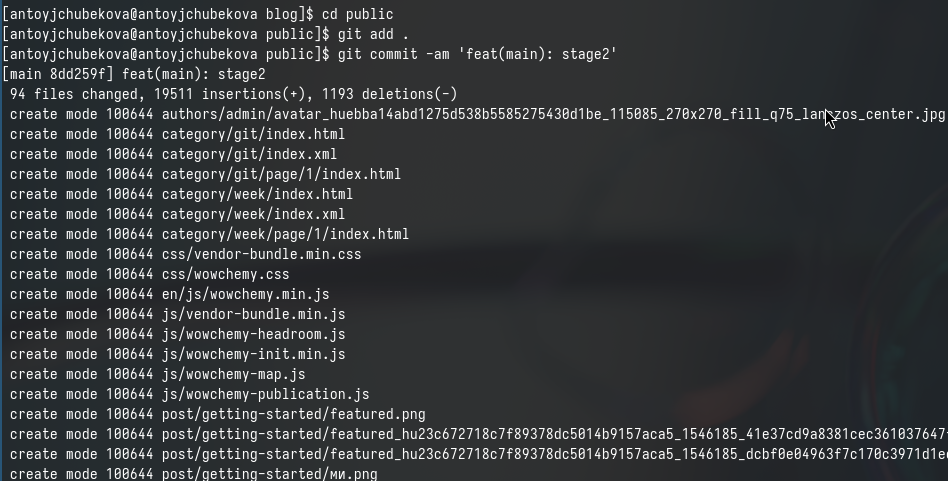 [antoyjchubekova@antoyjchubekova blog]$ cd public
[antoyjchubekova@antoyjchubekova public]$ git add .
[antoyjchubekova@antoyjchubekova public]$ git commit -am 'feat(main): stage2'
[main 8dd259f] feat(main): stage2
94 files changed, 19511 insertions(+), 1193 deletions(-)
create mode 100644 authors/admin/avatar_huebba14abd1275d538b5585275430d1be_115085_270x270_fill_q75_lanczos_center.jpg
create mode 100644 category/git/index.html
create mode 100644 category/git/index.xml
create mode 100644 category/git/page/1/index.html
create mode 100644 category/week/index.html
create mode 100644 category/week/index.xml
create mode 100644 category/week/page/1/index.html
create mode 100644 css/vendor-bundle.min.css
create mode 100644 css/wowchemy.css
create mode 100644 en/js/wowchemy.min.js
create mode 100644 js/vendor-bundle.min.js
create mode 100644 js/wowchemy-headroom.js
create mode 100644 js/wowchemy-init.min.js
create mode 100644 js/wowchemy-map.js
create mode 100644 js/wowchemy-publication.js
create mode 100644 post/getting-started/featured.png
create mode 100644 post/getting-started/featured_hu23c672718c7f89378dc5014b9157aca5_1546185_41e37cd9a8381cec361037647
create mode 100644 post/getting-started/featured_hu23c672718c7f89378dc5014b9157aca5_1546185_dcbf0e04963f7c170c3971d1e
create mode 100644 post/getting-started/ми.png